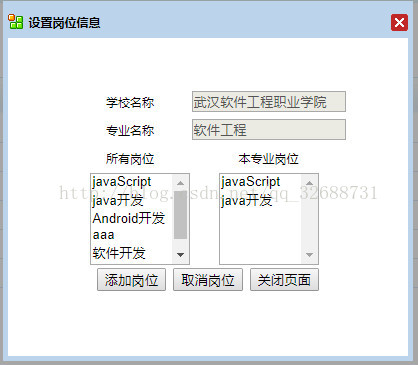 设置岗位信息
学校名称 武汉软件工程职业学院
专业名称 软件工程
所有岗位 本专业岗位
javaScript javaScript
java开发 java开发
http://blog.csdn.net/qq_32688731
Android开发
aaa
软件开发
添加岗位 取消岗位 关闭页面